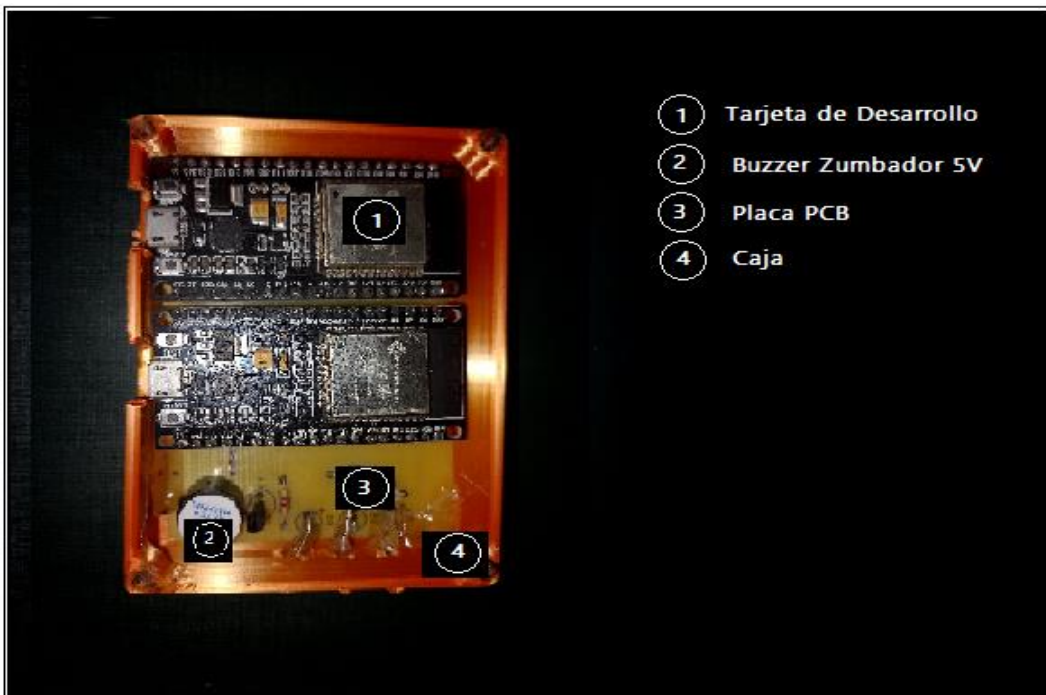 1 Tarjeta de Desarrollo
2 Buzzer Zumbador 5V
3 Placa PCB
4 Caja
1
3
2
4